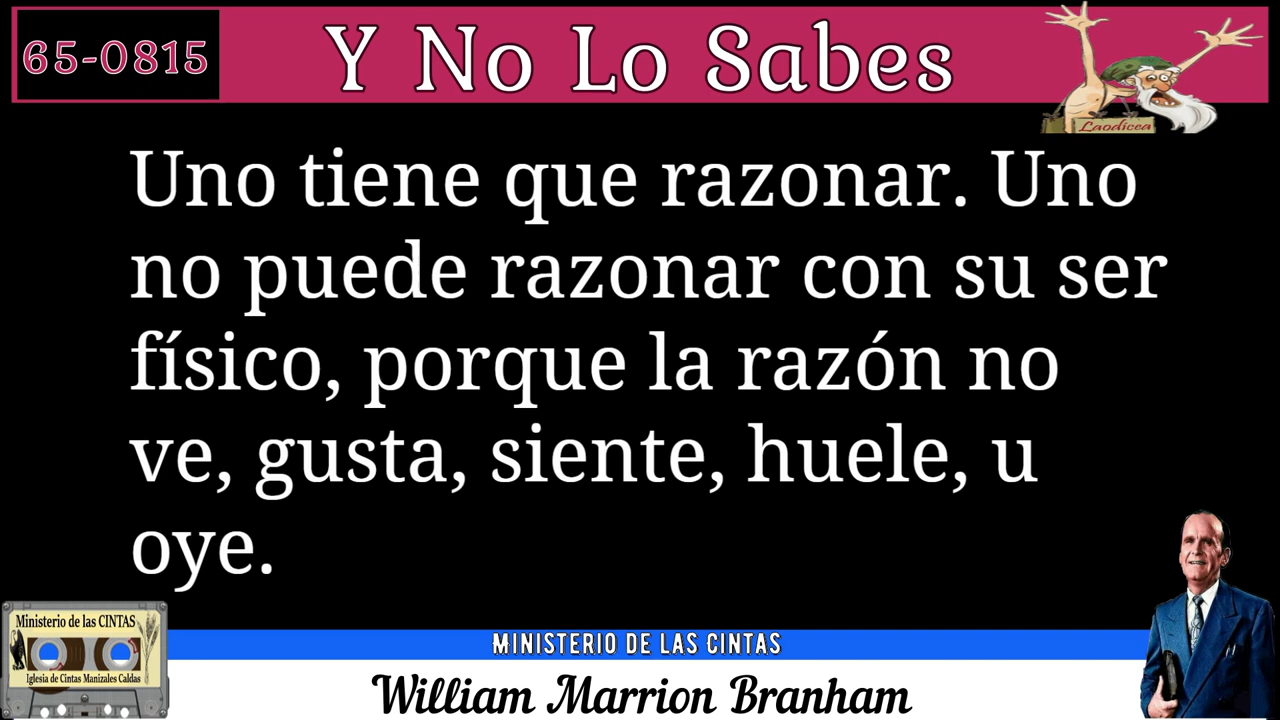 65-0815
Y No Lo Sabes
Laodicea
Uno tiene que razonar. Uno
no puede razonar con su ser
físico, porque la razón no
ve, gusta, siente, huele, u
oye.
Ministerio de las CINTAS
Iglesia de Cintas Manizales Caldas
MINISTERIO DE LAS CINTAS
William Marrion Branham